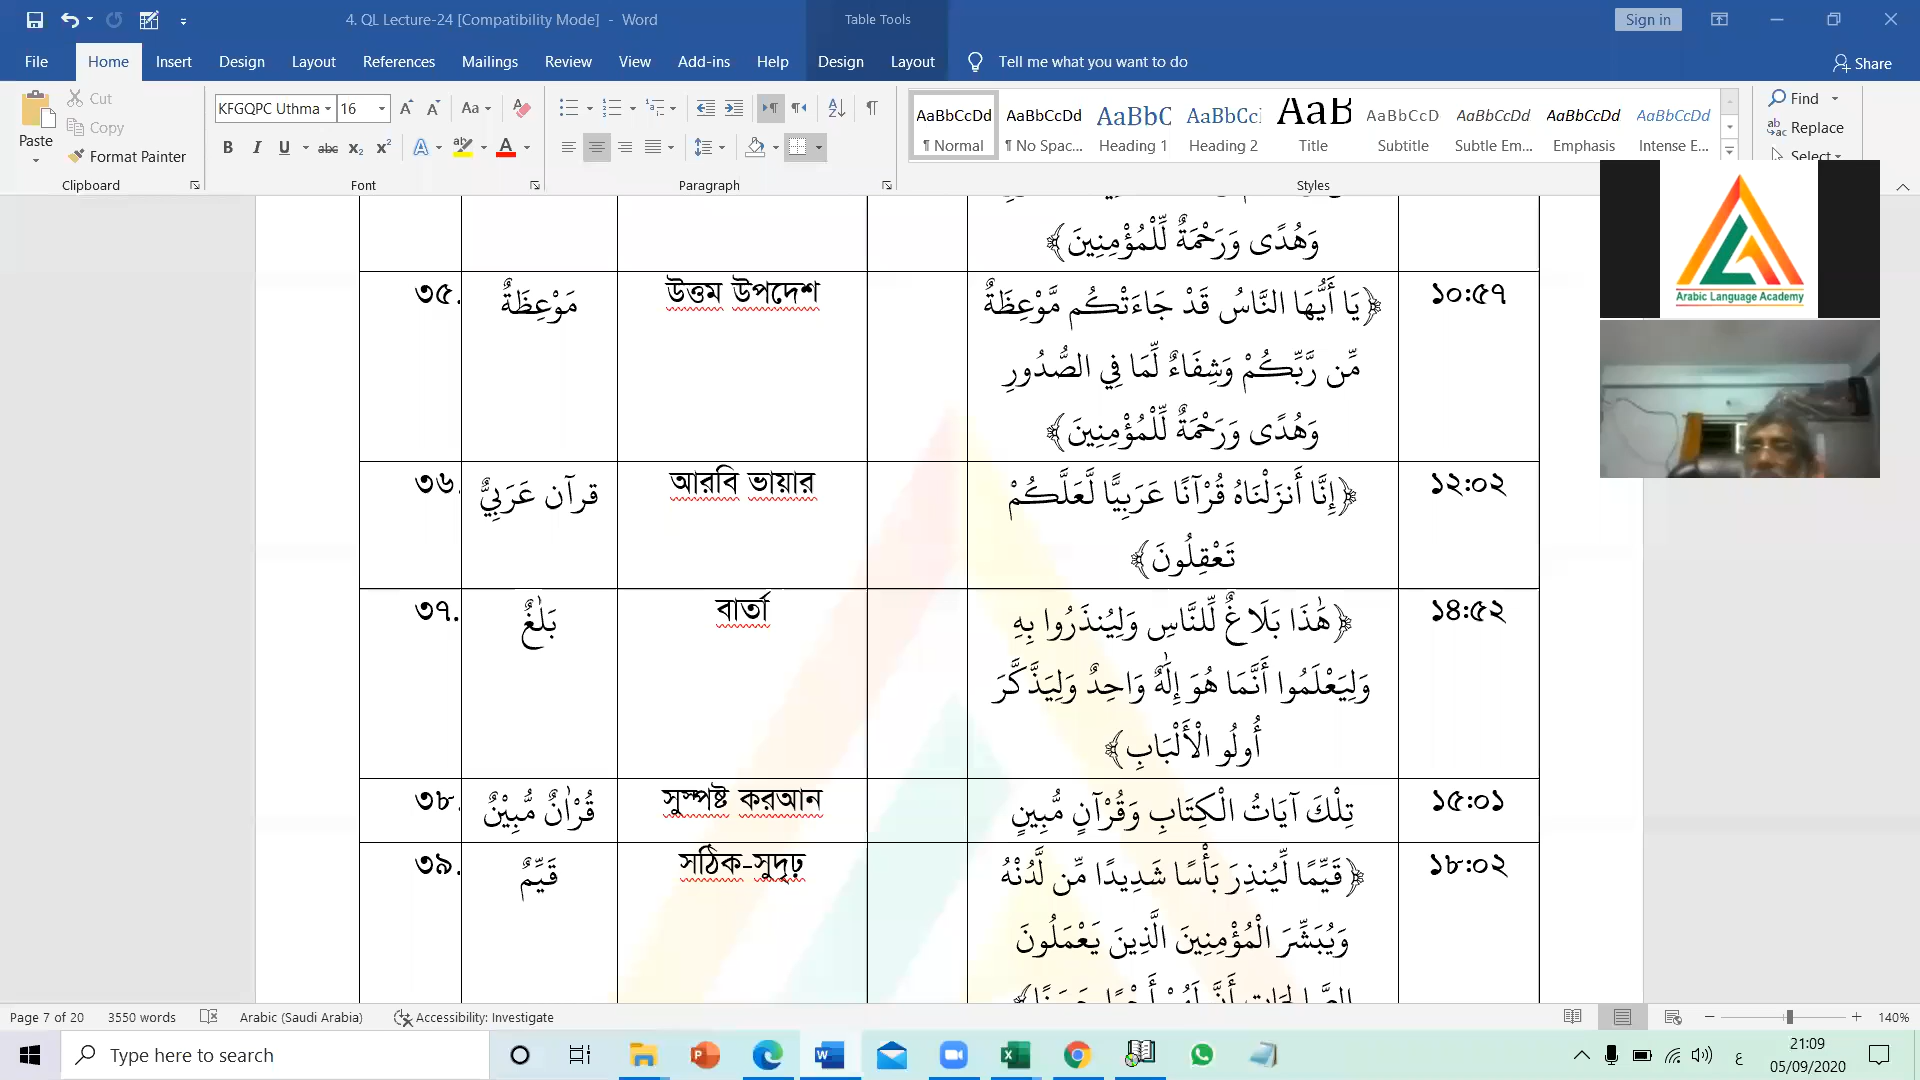 4. QL Lecture-24 [Compatibility Mode] - Word
Table Tools
Sign in
File Home Insert Design Layout References Mailings Review View Add-ins Help Design Layout Tell me what you want to do Share
Paste
Cut
Copy
Format Painter
Clipboard
KFGQPC Uthma 16
Font
Paragraph
AaBbCcDd AaBbCcDd AaBbC AaBbCc AaB AaBbCcD AaBbCcDd AaBbCcDd AaBbCcDd
¶ Normal ¶ No Spac... Heading 1 Heading 2 Title Subtitle Subtle Em... Emphasis Intense E...
Styles
Find
Replace
Select
Arabic Language Academy
وَهُدًى وَرَحْمَةٌ لِّلْمُؤْمِنِينَ﴾
৩৫. مَوْعِظَةٌ উত্তম উপদেশ ﴿يَا أَيُّهَا النَّاسُ قَدْ جَاءَتْكُم مَّوْعِظَةٌ ১০:৫৭
مِّن رَّبِّكُمْ وَشِفَاءٌ لِّمَا فِي الصُّدُورِ
وَهُدًى وَرَحْمَةٌ لِّلْمُؤْمِنِينَ﴾
৩৬. قرآن عَرَبِيٌّ আরবি ভাষার ﴿إِنَّا أَنزَلْنَاهُ قُرْآنًا عَرَبِيًّا لَّعَلَّكُمْ ১২:০২
تَعْقِلُونَ﴾
৩৭. بَلٰغٌ বার্তা ﴿هَٰذَا بَلَاغٌ لِّلنَّاسِ وَلِيُنذَرُوا بِهِ ১৪:৫২
وَلِيَعْلَمُوا أَنَّمَا هُوَ إِلَٰهٌ وَاحِدٌ وَلِيَذَّكَّرَ
أُولُو الْأَلْبَابِ﴾
৩৮. قُرْاٰنٌ مُّبِيْنٌ সুস্পষ্ট করআন تِلْكَ آيَاتُ الْكِتَابِ وَقُرْآنٍ مُّبِينٍ ১৫:০১
৩৯. قَيِّمٌ সঠিক-সুদৃঢ় ﴿قَيِّمًا لِّيُنذِرَ بَأْسًا شَدِيدًا مِّن لَّدُنْهُ ১৮:০২
وَيُبَشِّرَ الْمُؤْمِنِينَ الَّذِينَ يَعْمَلُونَ
Page 7 of 20 3550 words Arabic (Saudi Arabia) Accessibility: Investigate 140%
Type here to search
21:09
05/09/2020